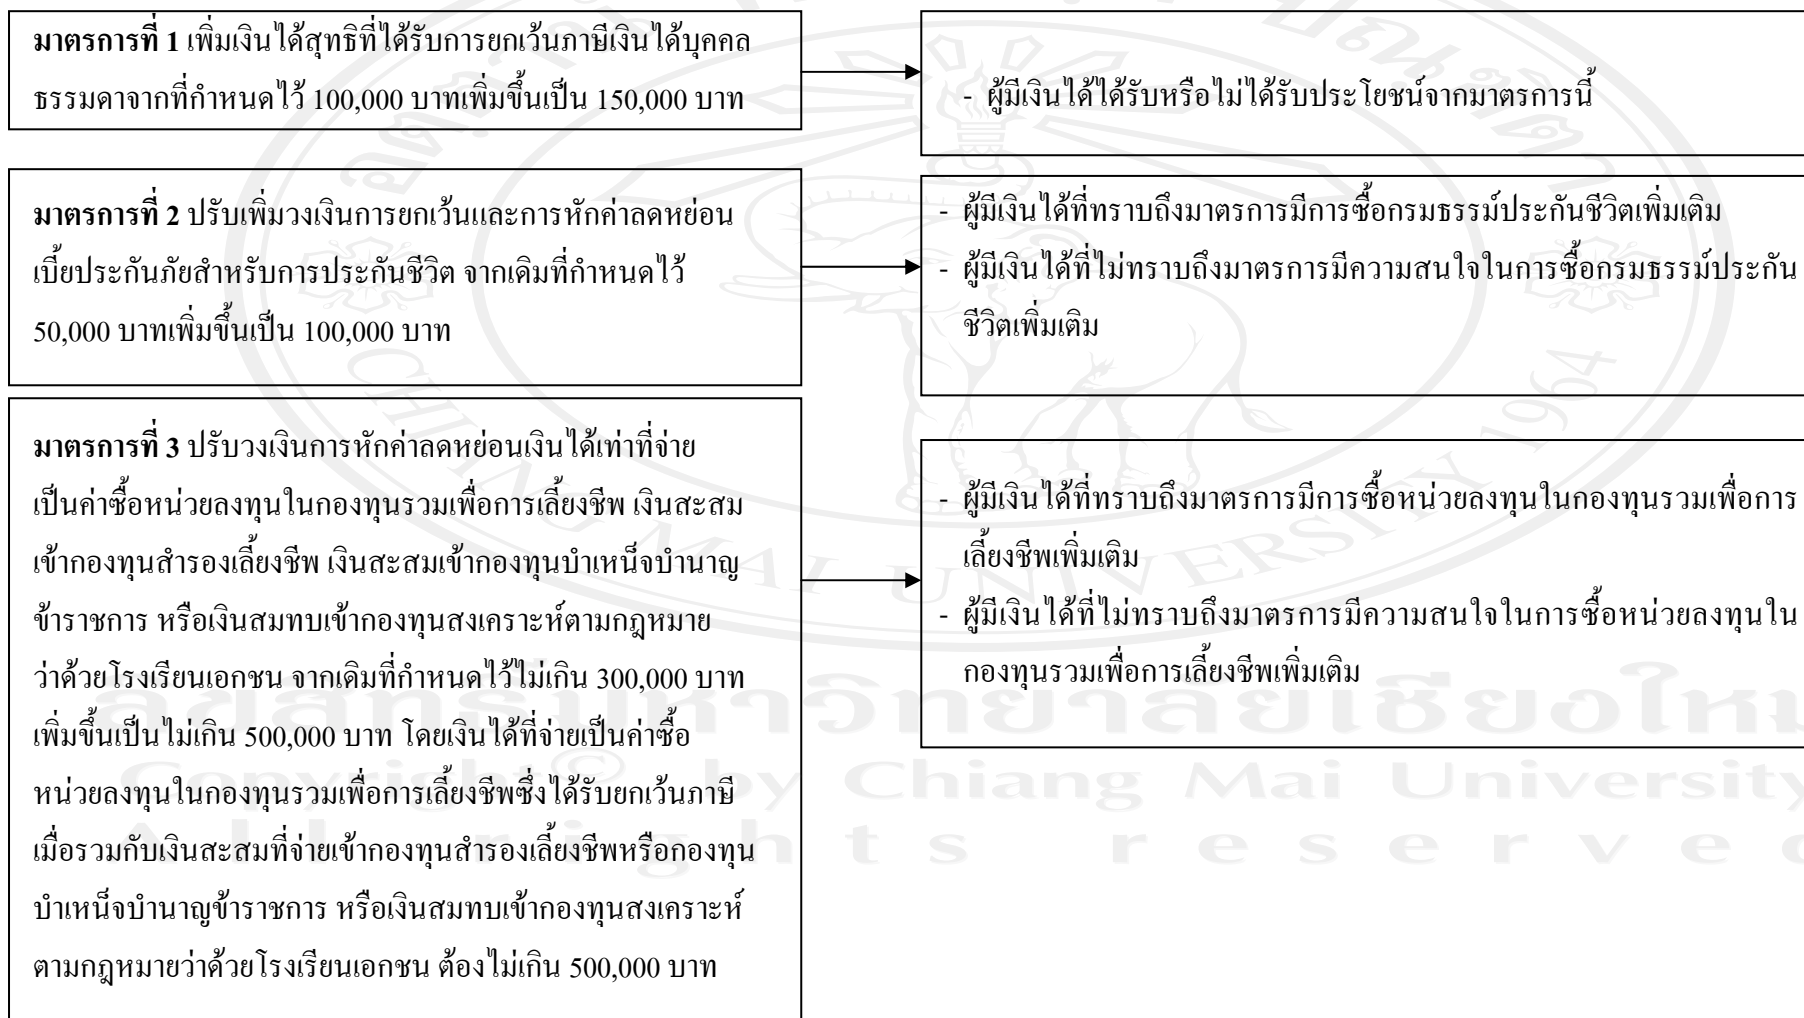 มาตรการที่ 1 เพิ่มเงินได้สุทธิที่ได้รับการยกเว้นภาษีเงินได้บุคคล
ธรรมดาจากที่กำหนดไว้ 100,000 บาทเพิ่มขึ้นเป็น 150,000 บาท
- ผู้มีเงินได้ได้รับหรือไม่ได้รับประโยชน์จากมาตรการนี้
มาตรการที่ 2 ปรับเพิ่มวงเงินการยกเว้นและการหักค่าลดหย่อน
เบี้ยประกันภัยสำหรับการประกันชีวิต จากเดิมที่กำหนดไว้
50,000 บาทเพิ่มขึ้นเป็น 100,000 บาท
- ผู้มีเงินได้ที่ทราบถึงมาตรการมีการซื้อกรมธรรม์ประกันชีวิตเพิ่มเติม
- ผู้มีเงินได้ที่ไม่ทราบถึงมาตรการมีความสนใจในการซื้อกรมธรรม์ประกัน
ชีวิตเพิ่มเติม
มาตรการที่ 3 ปรับวงเงินการหักค่าลดหย่อนเงินได้เท่าที่จ่าย
เป็นค่าซื้อหน่วยลงทุนในกองทุนรวมเพื่อการเลี้ยงชีพ เงินสะสม
เข้ากองทุนสำรองเลี้ยงชีพ เงินสะสมเข้ากองทุนบำเหน็จบำนาญ
ข้าราชการ หรือเงินสมทบเข้ากองทุนสงเคราะห์ตามกฎหมาย
ว่าด้วยโรงเรียนเอกชน จากเดิมที่กำหนดไว้ไม่เกิน 300,000 บาท
เพิ่มขึ้นเป็นไม่เกิน 500,000 บาท โดยเงินได้ที่จ่ายเป็นค่าซื้อ
หน่วยลงทุนในกองทุนรวมเพื่อการเลี้ยงชีพซึ่งได้รับยกเว้นภาษี
เมื่อรวมกับเงินสะสมที่จ่ายเข้ากองทุนสำรองเลี้ยงชีพหรือกองทุน
บำเหน็จบำนาญข้าราชการ หรือเงินสมทบเข้ากองทุนสงเคราะห์
ตามกฎหมายว่าด้วยโรงเรียนเอกชน ต้องไม่เกิน 500,000 บาท
- ผู้มีเงินได้ที่ทราบถึงมาตรการมีการซื้อหน่วยลงทุนในกองทุนรวมเพื่อการ
เลี้ยงชีพเพิ่มเติม
- ผู้มีเงินได้ที่ไม่ทราบถึงมาตรการมีความสนใจในการซื้อหน่วยลงทุนใน
กองทุนรวมเพื่อการเลี้ยงชีพเพิ่มเติม
CHIANG MAI UNIVERSITY 1964
ลิขสิทธิ์มหาวิทยาลัยเชียงใหม่
Copyright© by Chiang Mai University
All rights reserved